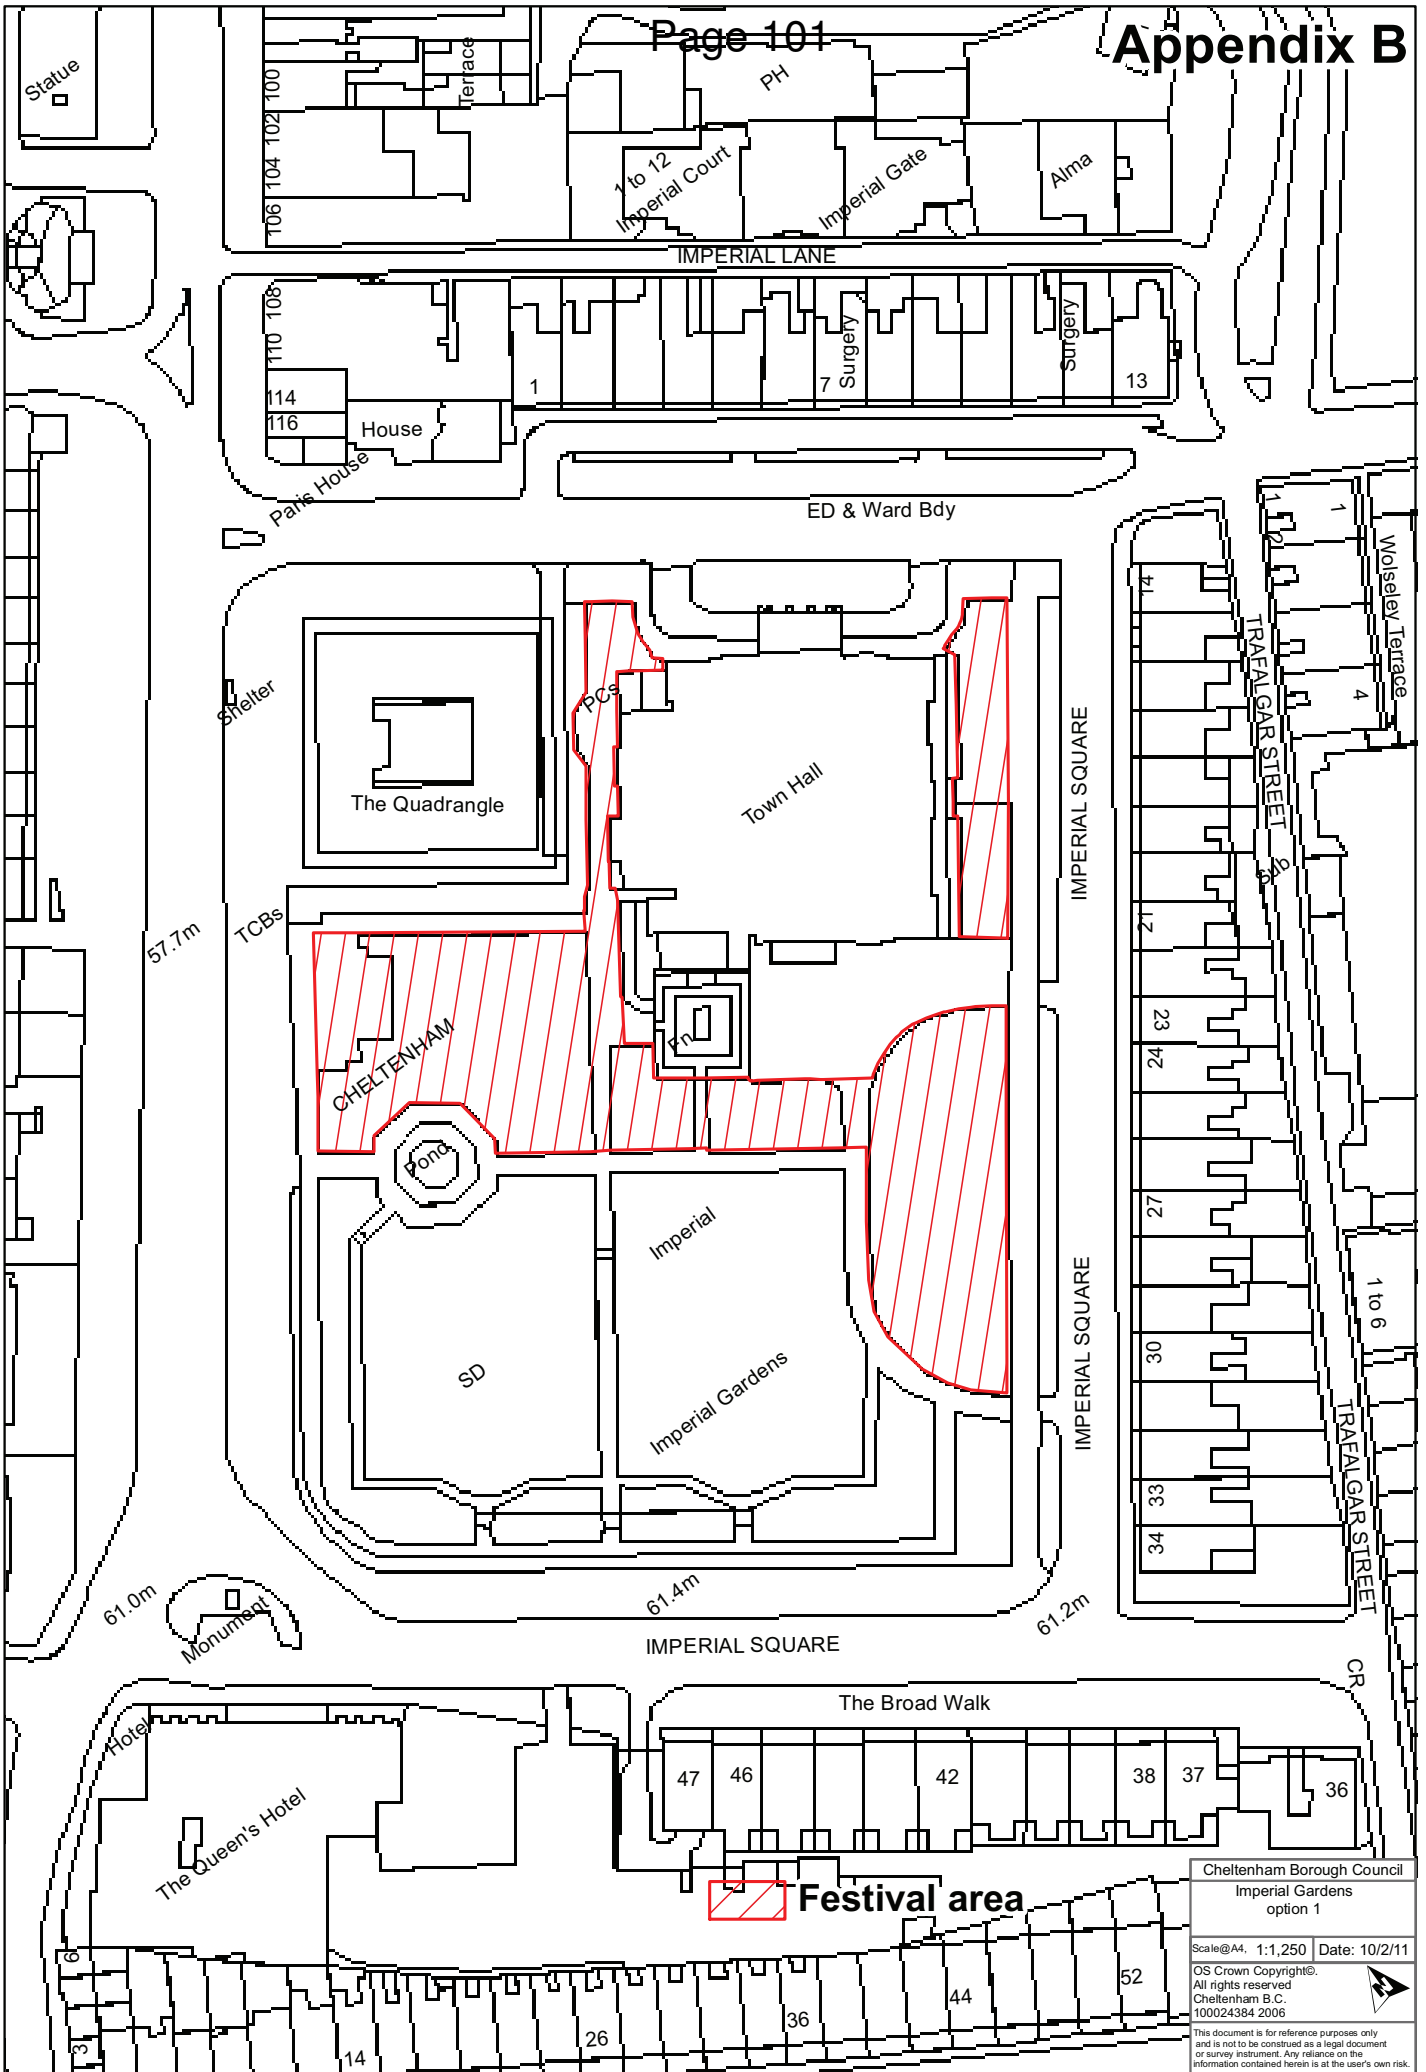 Page 101
Appendix B
Statue
100
102
104
106
Terrace
PH
1 to 12
Imperial Court
Imperial Gate
Alma
IMPERIAL LANE
108
110
114
116
House
Paris House
1
7
Surgery
Surgery
13
ED & Ward Bdy
1
2
1
4
Wolseley Terrace
TRAFALGAR STREET
14
Shelter
PCs
The Quadrangle
Town Hall
IMPERIAL SQUARE
Sub
21
TCBs
57.7m
CHELTENHAM
Fn
23
24
Pond
27
Imperial
IMPERIAL SQUARE
1 to 6
30
SD
Imperial Gardens
TRAFALGAR STREET
33
34
61.0m
Monument
61.4m
61.2m
IMPERIAL SQUARE
CR
The Broad Walk
Hotel
47
46
42
38
37
36
The Queen's Hotel
Festival area
6
3
14
26
36
44
52
Cheltenham Borough Council
Imperial Gardens
option 1
Scale@A4, 1:1,250
Date: 10/2/11
OS Crown Copyright©.
All rights reserved
Cheltenham B.C.
100024384 2006
This document is for reference purposes only
and is not to be construed as a legal document
or survey instrument. Any reliance on the
information contained herein is at the user's own risk.